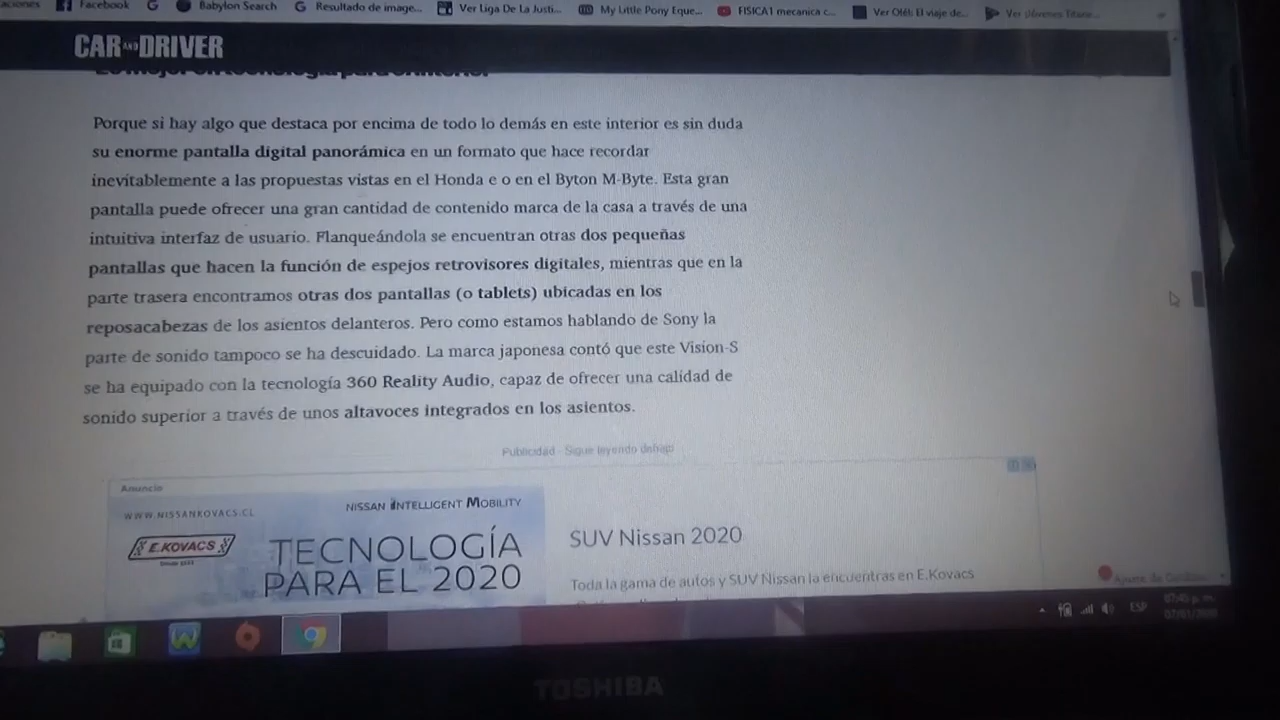 Facebook
Babylon Search
Resultado de image...
Ver Liga De La Justi...
My Little Pony Eque...
FISICA1 mecanica c...
Ver Olé!: El viaje de...
CAR AND DRIVER
Porque si hay algo que destaca por encima de todo lo demás en este interior es sin duda
su enorme pantalla digital panorámica en un formato que hace recordar
inevitablemente a las propuestas vistas en el Honda e o en el Byton M-Byte. Esta gran
pantalla puede ofrecer una gran cantidad de contenido marca de la casa a través de una
intuitiva interfaz de usuario. Flanqueándola se encuentran otras dos pequeñas
pantallas que hacen la función de espejos retrovisores digitales, mientras que en la
parte trasera encontramos otras dos pantallas (o tablets) ubicadas en los
reposacabezas de los asientos delanteros. Pero como estamos hablando de Sony la
parte de sonido tampoco se ha descuidado. La marca japonesa contó que este Vision-S
se ha equipado con la tecnología 360 Reality Audio, capaz de ofrecer una calidad de
sonido superior a través de unos altavoces integrados en los asientos.
Publicidad - Sigue leyendo debajo
Anuncio
WWW.NISSANKOVACS.CL
NISSAN INTELLIGENT MOBILITY
E.KOVACS
TECNOLOGÍA
PARA EL 2020
SUV Nissan 2020
Toda la gama de autos y SUV Nissan la encuentras en E.Kovacs
ESP
07:45 p. m.
TOSHIBA